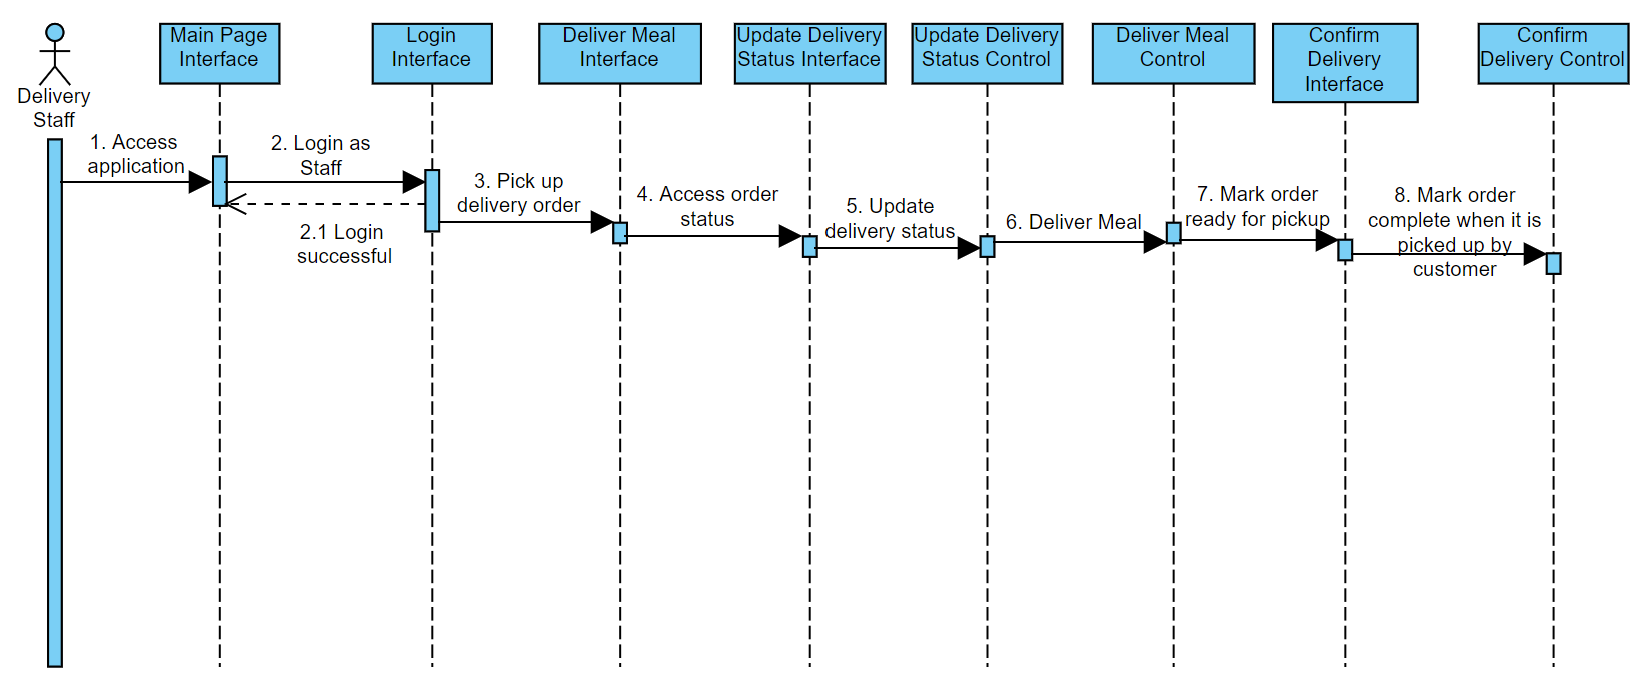 Delivery
Staff
Main Page
Interface
Login
Interface
Deliver Meal
Interface
Update Delivery
Status Interface
Update Delivery
Status Control
Deliver Meal
Control
Confirm
Delivery
Interface
Confirm
Delivery Control
1. Access
application
2. Login as
Staff
2.1 Login
successful
3. Pick up
delivery order
4. Access order
status
5. Update
delivery status
6. Deliver Meal
7. Mark order
ready for pickup
8. Mark order
complete when it is
picked up by
customer